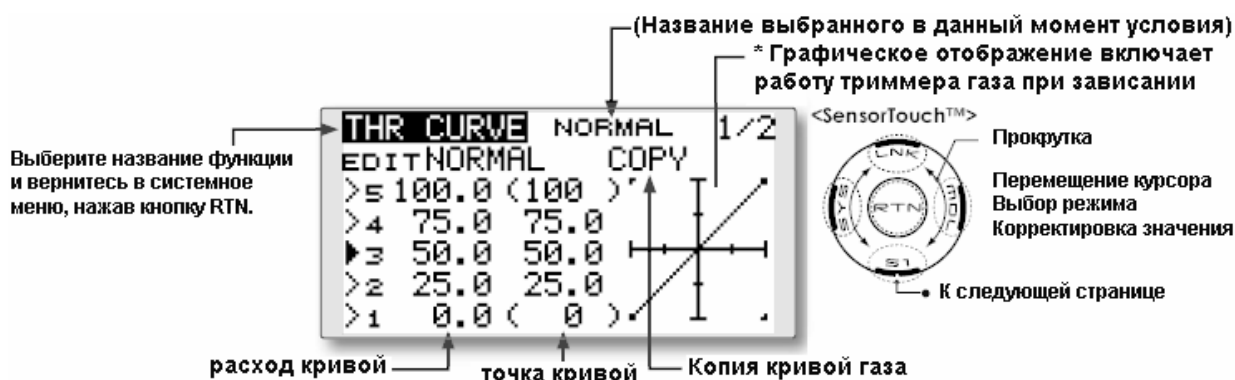 (Название выбранного в данный момент условия)
* Графическое отображение включает
работу триммера газа при зависании
Выберите название функции
и вернитесь в системное
меню, нажав кнопку RTN.
THR CURVE NORMAL 1/2
EDIT NORMAL COPY
>5 100.0 (100 )
>4 75.0 75.0
▶3 50.0 50.0
>2 25.0 25.0
>1 0.0 ( 0 )
<SensorTouch™>
LNK
SYS
RTN
MDL
S1
Прокрутка
Перемещение курсора
Выбор режима
Корректировка значения
• К следующей странице
расход кривой
точка кривой
Копия кривой газа